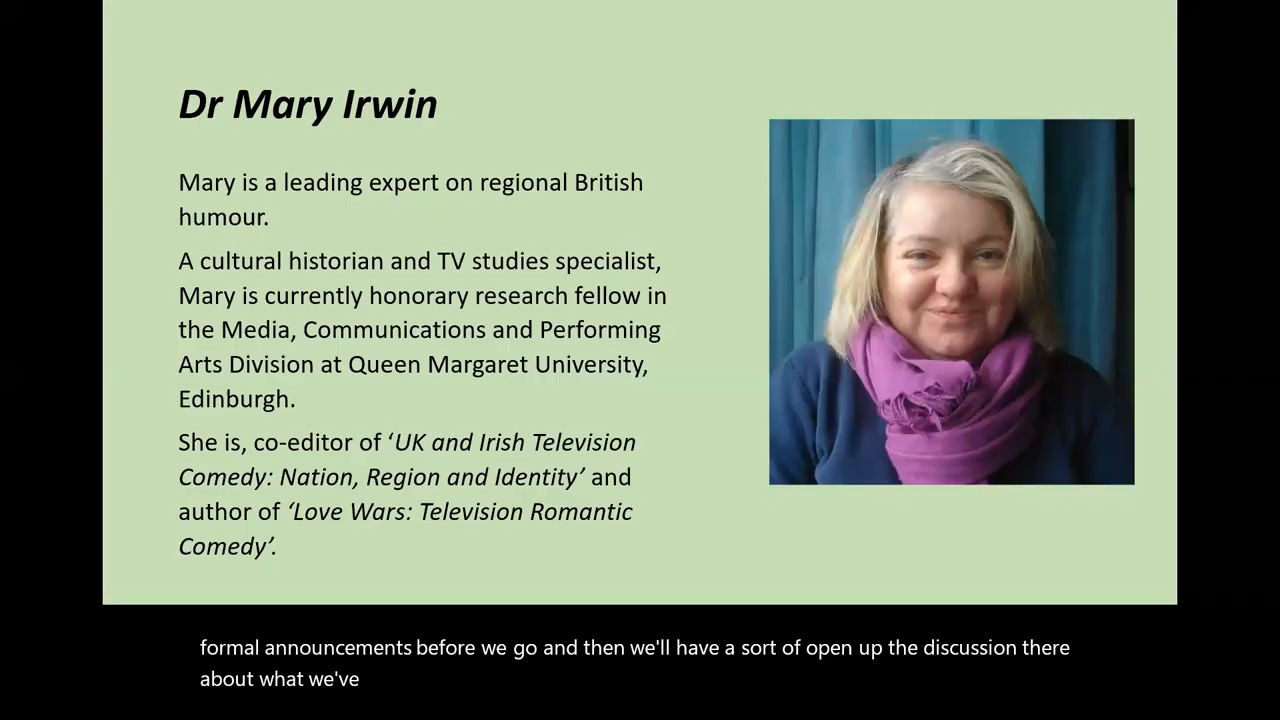 Dr Mary Irwin
Mary is a leading expert on regional British
humour.
A cultural historian and TV studies specialist,
Mary is currently honorary research fellow in
the Media, Communications and Performing
Arts Division at Queen Margaret University,
Edinburgh.
She is, co-editor of ‘UK and Irish Television
Comedy: Nation, Region and Identity’ and
author of ‘Love Wars: Television Romantic
Comedy’.
formal announcements before we go and then we'll have a sort of open up the discussion there
about what we've